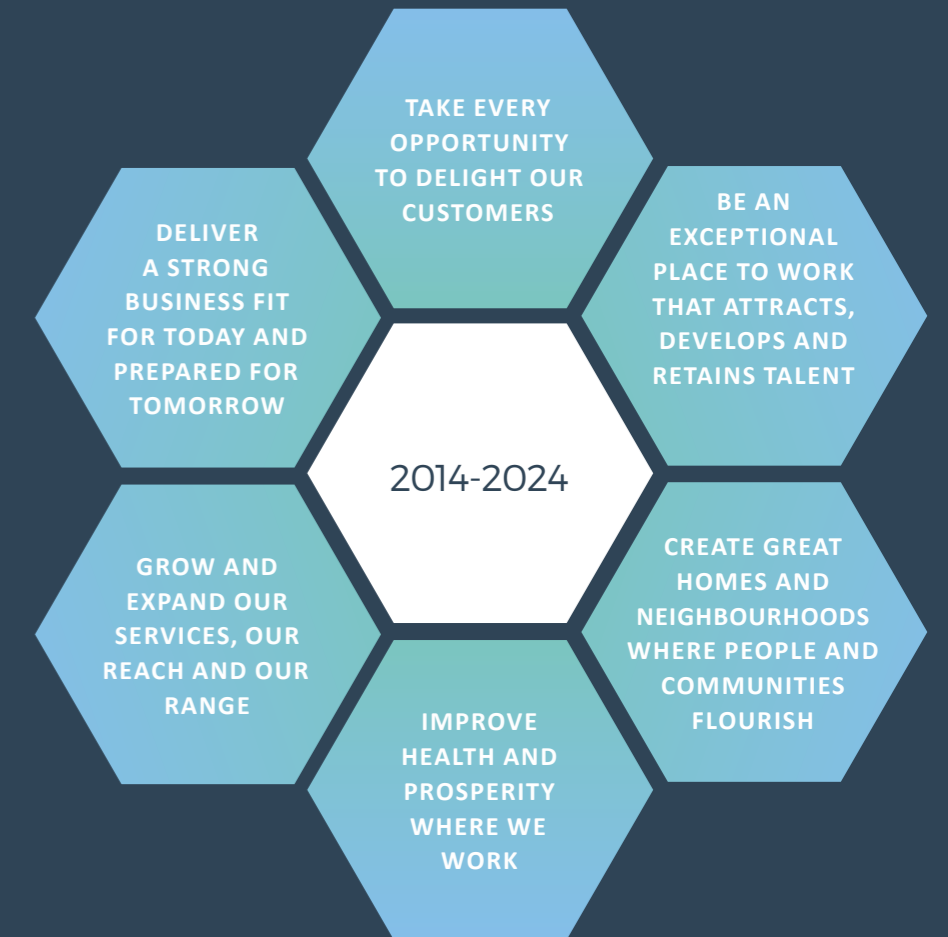 TAKE EVERY
OPPORTUNITY
TO DELIGHT OUR
CUSTOMERS
BE AN
EXCEPTIONAL
PLACE TO WORK
THAT ATTRACTS,
DEVELOPS AND
RETAINS TALENT
CREATE GREAT
HOMES AND
NEIGHBOURHOODS
WHERE PEOPLE AND
COMMUNITIES
FLOURISH
IMPROVE
HEALTH AND
PROSPERITY
WHERE WE
WORK
GROW AND
EXPAND OUR
SERVICES, OUR
REACH AND OUR
RANGE
DELIVER
A STRONG
BUSINESS FIT
FOR TODAY AND
PREPARED FOR
TOMORROW
2014-2024